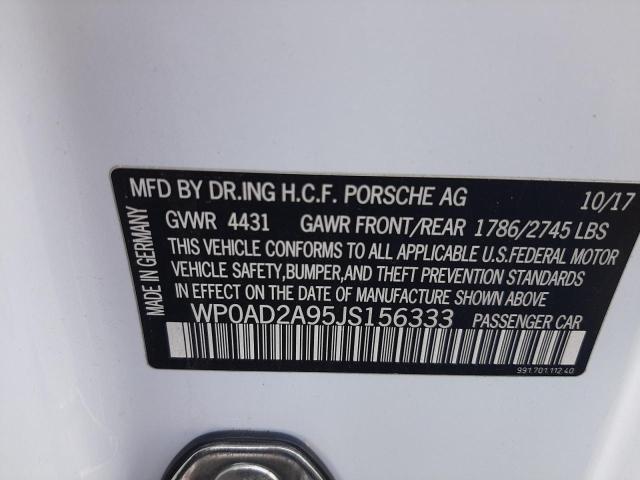 MFD BY DR.ING H.C.F. PORSCHE AG 10/17
GVWR 4431 GAWR FRONT/REAR 1786/2745 LBS
THIS VEHICLE CONFORMS TO ALL APPLICABLE U.S.FEDERAL MOTOR
VEHICLE SAFETY,BUMPER,AND THEFT PREVENTION STANDARDS
IN EFFECT ON THE DATE OF MANUFACTURE SHOWN ABOVE.
WP0AD2A95JS156333 PASSENGER CAR
991.701.112.40
MADE IN GERMANY